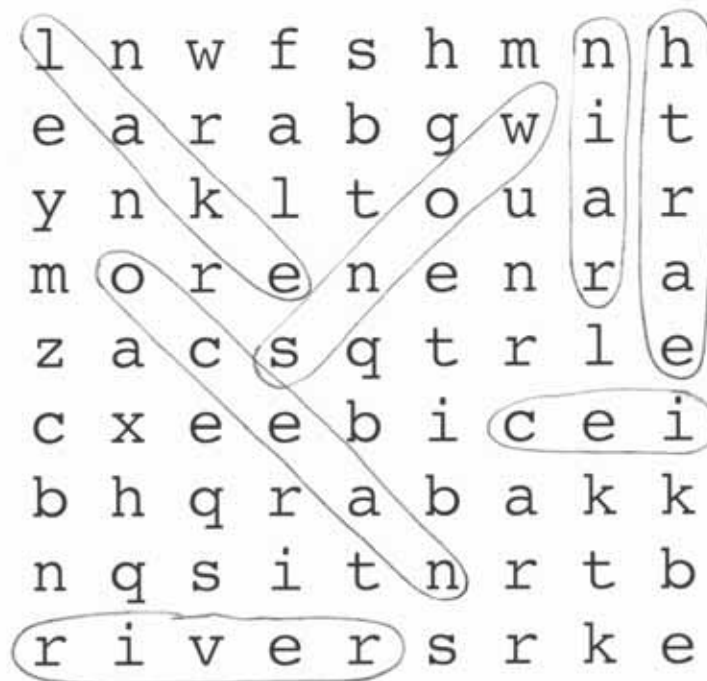 l n w f s h m n h
e a r a b g w i t
y n k l t o u a r
m o r e n e n r a
z a c s q t r l e
c x e e b i c e i
b h q r a b a k k
n q s i t n r t b
r i v e r s r k e